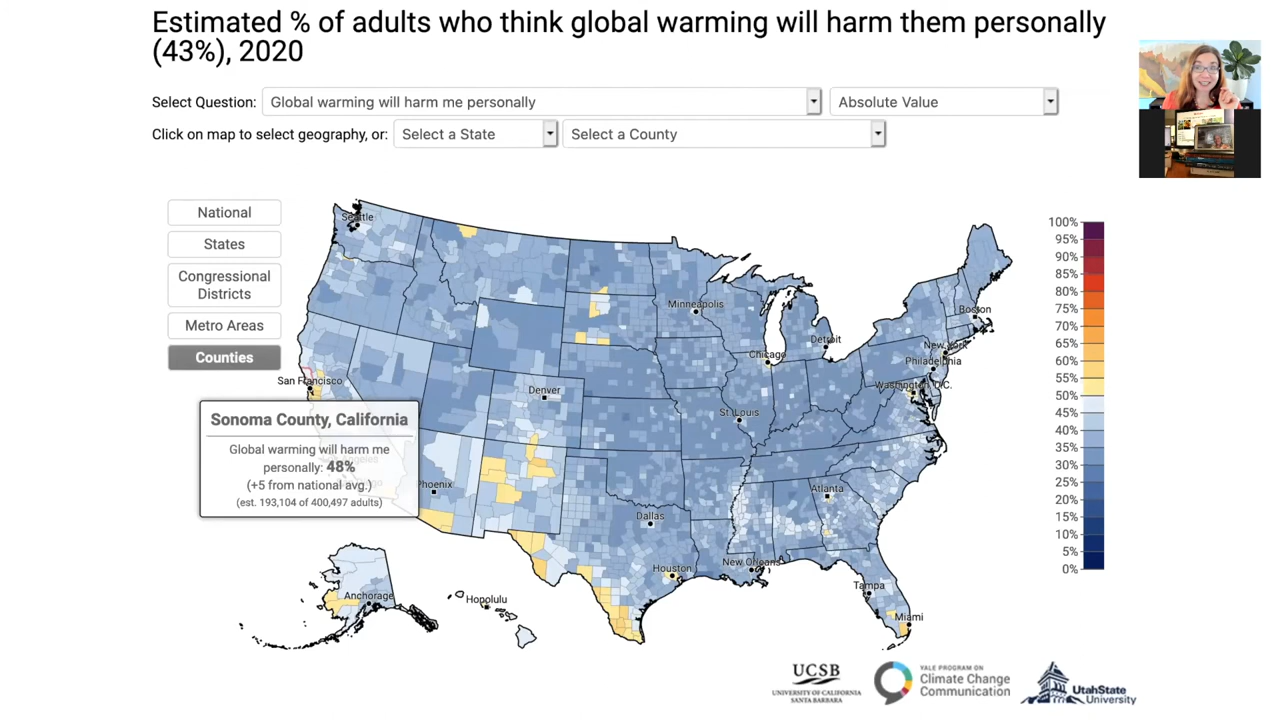 Estimated % of adults who think global warming will harm them personally
(43%), 2020
Select Question: Global warming will harm me personally Absolute Value
Click on map to select geography, or: Select a State Select a County
National
States
Congressional
Districts
Metro Areas
Counties
Seattle
Minneapolis
Boston
Detroit
New York
Chicago
Philadelphia
San Francisco
Washington D.C.
Denver
St. Louis
Sonoma County, California
Global warming will harm me
personally: 48%
(+5 from national avg.)
(est. 193,104 of 400,497 adults)
Phoenix
Atlanta
Dallas
New Orleans
Houston
Tampa
Miami
Anchorage
Honolulu
100%
95%
90%
85%
80%
75%
70%
65%
60%
55%
50%
45%
40%
35%
30%
25%
20%
15%
10%
5%
0%
UCSB
UNIVERSITY OF CALIFORNIA
SANTA BARBARA
YALE PROGRAM ON
Climate Change
Communication
UtahState
University